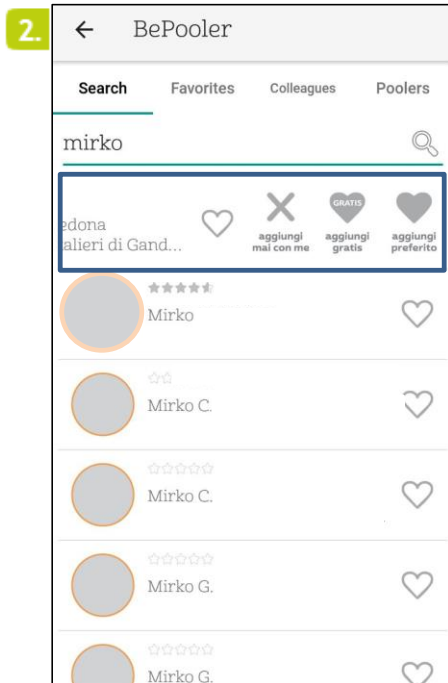 2.
← BePooler
Search Favorites Colleagues Poolers
mirko
edona
alieri di Gand...
aggiungi
mai con me
GRATIS
aggiungi
gratis
aggiungi
preferito
Mirko
Mirko C.
Mirko C.
Mirko G.
Mirko G.